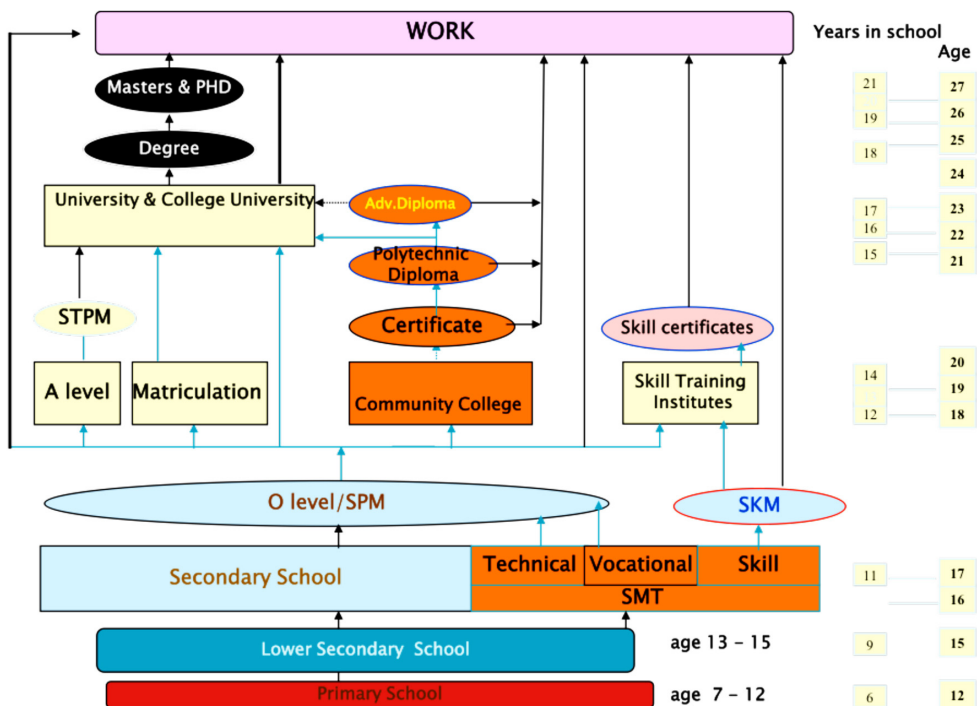 WORK
Years in school
Age
Masters & PHD
21
27
26
19
Degree
25
18
24
University & College University
Adv.Diploma
17
23
16
22
Polytechnic
Diploma
15
21
STPM
Certificate
Skill certificates
A level
Matriculation
Community College
Skill Training
Institutes
20
14
19
12
18
O level/SPM
SKM
Secondary School
Technical
Vocational
Skill
SMT
11
17
16
Lower Secondary School
age 13 - 15
9
15
Primary School
age 7 - 12
6
12